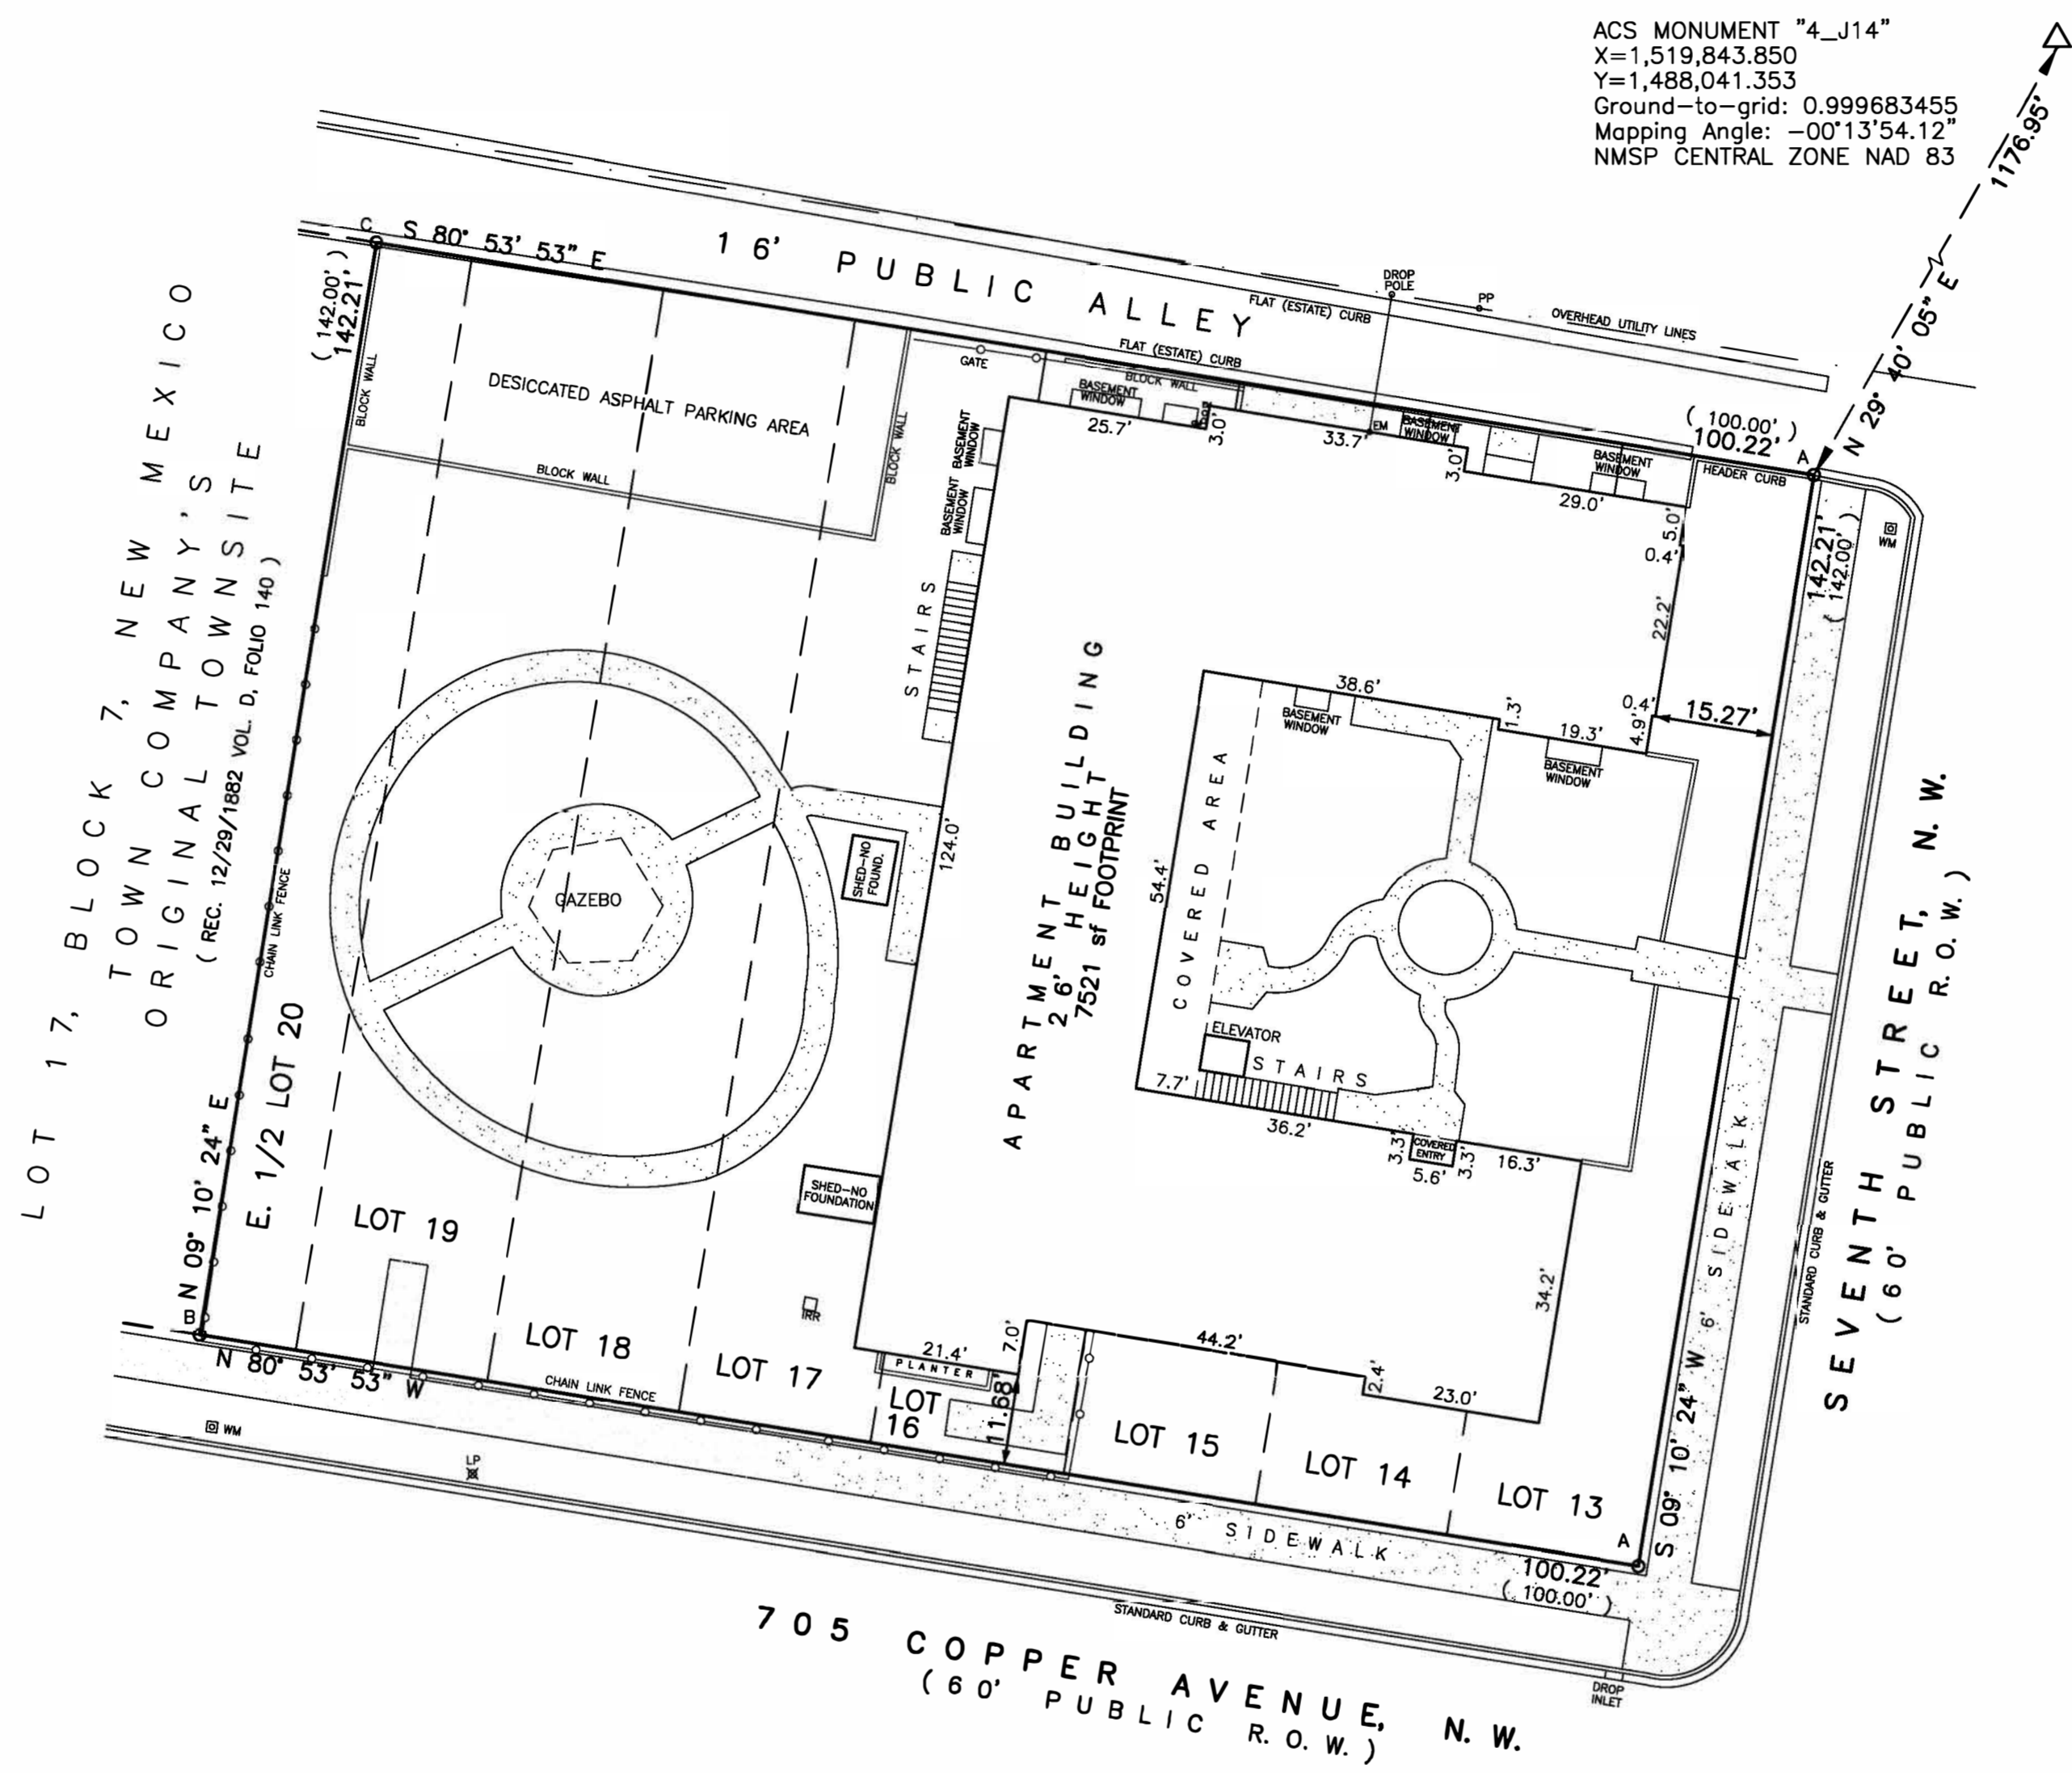 ACS MONUMENT "4_J14"
X=1,519,843.850
Y=1,488,041.353
Ground-to-grid: 0.999683455
Mapping Angle: -00°13'54.12"
NMSP CENTRAL ZONE NAD 83
1176.95'
N 29° 40' 05" E
C
S 80° 53' 53" E
16' PUBLIC ALLEY
DROP
POLE
PP
FLAT (ESTATE) CURB
OVERHEAD UTILITY LINES
FLAT (ESTATE) CURB
( 142.00' )
142.21'
BLOCK WALL
DESICCATED ASPHALT PARKING AREA
BLOCK WALL
BLOCK WALL
GATE
BLOCK WALL
BASEMENT
WINDOW
25.7'
3.0'
33.7'
EM
BASEMENT
WINDOW
3.0'
BASEMENT
WINDOW
29.0'
( 100.00' )
100.22'
A
HEADER CURB
5.0'
0.4'
22.2'
142.21'
( 142.00' )
WM
BASEMENT
WINDOW
BASEMENT
WINDOW
STAIRS
38.6'
BASEMENT
WINDOW
1.3'
19.3'
BASEMENT
WINDOW
0.4'
4.9'
15.27'
LOT 17, BLOCK 7, NEW MEXICO
TOWN COMPANY'S
ORIGINAL TOWNSITE
( REC. 12/29/1882 VOL. D, FOLIO 140 )
CHAIN LINK FENCE
GAZEBO
SHED-NO
FOUND.
124.0'
APARTMENT BUILDING
26' HEIGHT
7521 sf FOOTPRINT
54.4'
COVERED AREA
ELEVATOR
STAIRS
7.7'
36.2'
3.3'
COVERED
ENTRY
3.3'
5.6'
16.3'
34.2'
SEVENTH STREET, N. W.
( 60' PUBLIC R. O. W. )
STANDARD CURB & GUTTER
6' SIDEWALK
S 09° 10' 24" W
N 09° 10' 24" E
E. 1/2 LOT 20
LOT 19
SHED-NO
FOUNDATION
IRR
B
N 80° 53' 53" W
LOT 18
LOT 17
CHAIN LINK FENCE
21.4'
PLANTER
7.0'
11.68'
LOT
16
44.2'
2.4'
23.0'
LOT 15
LOT 14
LOT 13
A
WM
LP
6' SIDEWALK
100.22'
( 100.00' )
STANDARD CURB & GUTTER
DROP
INLET
705 COPPER AVENUE, N. W.
( 60' PUBLIC R. O. W. )